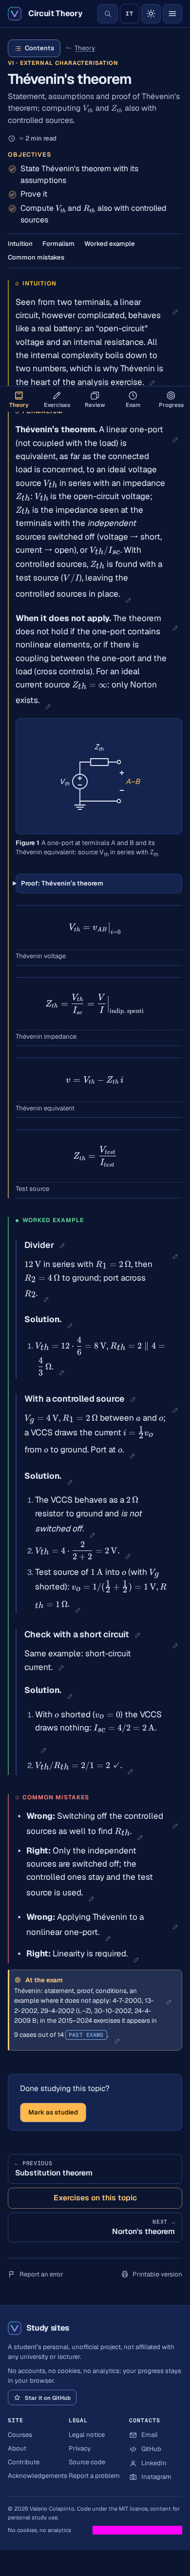 Circuit Theory
IT
Contents
← Theory
VI · EXTERNAL CHARACTERISATION
Thévenin's theorem
Statement, assumptions and proof of Thévenin's
theorem; computing V_th and Z_th also with
controlled sources.
≈ 2 min read
OBJECTIVES
State Thévenin's theorem with its
assumptions
Prove it
Compute V_th and R_th also with controlled
sources
Intuition Formalism Worked example
Common mistakes
INTUITION
Seen from two terminals, a linear
circuit, however complicated, behaves
like a real battery: an "open-circuit"
voltage and an internal resistance. All
the internal complexity boils down to
two numbers, which is why Thévenin is
the heart of the analysis exercise.
Theory Exercises Review Exam Progress
Thévenin's theorem. A linear one-port
(not coupled with the load) is
equivalent, as far as the connected
load is concerned, to an ideal voltage
source V_th in series with an impedance
Z_th: V_th is the open-circuit voltage;
Z_th is the impedance seen at the
terminals with the independent
sources switched off (voltage → short,
current → open), or V_th/I_sc. With
controlled sources, Z_th is found with a
test source (V/I), leaving the
controlled sources in place.
When it does not apply. The theorem
does not hold if the one-port contains
nonlinear elements, or if there is
coupling between the one-port and the
load (cross controls). For an ideal
current source Z_th = ∞: only Norton
exists.
Z_th
V_th
+
−
+
A–B
−
Figure 1 A one-port at terminals A and B and its
Thévenin equivalent: source V_th in series with Z_th
▶ Proof: Thévenin's theorem
V_th = v_AB |_{i=0}
Thévenin voltage
Z_th = V_th/I_sc = V/I |_{indip. spenti}
Thévenin impedance
v = V_th − Z_th i
Thévenin equivalent
Z_th = V_test/I_test
Test source
WORKED EXAMPLE
Divider
12 V in series with R_1 = 2 Ω, then
R_2 = 4 Ω to ground; port across
R_2.
Solution.
1. V_th = 12 · 4/6 = 8 V, R_th = 2 ∥ 4 =
4/3 Ω.
With a controlled source
V_g = 4 V, R_1 = 2 Ω between a and o;
a VCCS draws the current i = 1/2 v_o
from o to ground. Port at o.
Solution.
1. The VCCS behaves as a 2 Ω
resistor to ground and is not
switched off.
2. V_th = 4 · 2/(2 + 2) = 2 V.
3. Test source of 1 A into o (with V_g
shorted): v_o = 1/(1/2 + 1/2) = 1 V, R
_th = 1 Ω.
Check with a short circuit
Same example: short-circuit
current.
Solution.
1. With o shorted (v_o = 0) the VCCS
draws nothing: I_sc = 4/2 = 2 A.
2. V_th/R_th = 2/1 = 2 ✓.
COMMON MISTAKES
• Wrong: Switching off the controlled
sources as well to find R_th.
• Right: Only the independent
sources are switched off; the
controlled ones stay and the test
source is used.
• Wrong: Applying Thévenin to a
nonlinear one-port.
• Right: Linearity is required.
At the exam
Thévenin: statement, proof, conditions, an
example where it does not apply: 4-7-2000, 13-
2-2002, 29-4-2002 (L–Z), 30-10-2002, 24-4-
2009 B; in the 2015–2024 exercises it appears in
9 cases out of 14 PAST EXAMS .
Done studying this topic?
Mark as studied
← PREVIOUS
Substitution theorem
Exercises on this topic
NEXT →
Norton's theorem
Report an error
Printable version
Study sites
A student's personal, unofficial project, not affiliated with
any university or lecturer.
No accounts, no cookies, no analytics: your progress stays
in your browser.
Star it on GitHub
SITE
Courses
About
Contribute
Acknowledgements
LEGAL
Legal notice
Privacy
Source code
Report a problem
CONTACTS
Email
GitHub
LinkedIn
Instagram
© 2026 Valerio Colapinto. Code under the MIT licence, content for
personal study use.
No cookies, no analytics